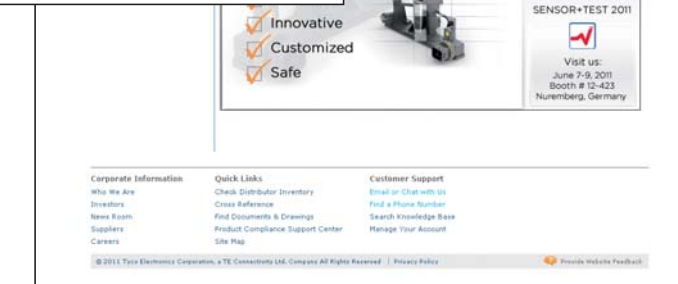 Innovative
Customized
Safe
SENSOR+TEST 2011
Visit us:
June 7-9, 2011
Booth # 12-423
Nuremberg, Germany
Corporate Information
Who We Are
Investors
News Room
Suppliers
Careers
Quick Links
Check Distributor Inventory
Cross Reference
Find Documents & Drawings
Product Compliance Support Center
Site Map
Customer Support
Email or Chat with Us
Find a Phone Number
Search Knowledge Base
Manage Your Account
© 2011 Tyco Electronics Corporation, a TE Connectivity Ltd. Company All Rights Reserved | Privacy Policy
Provide Website Feedback